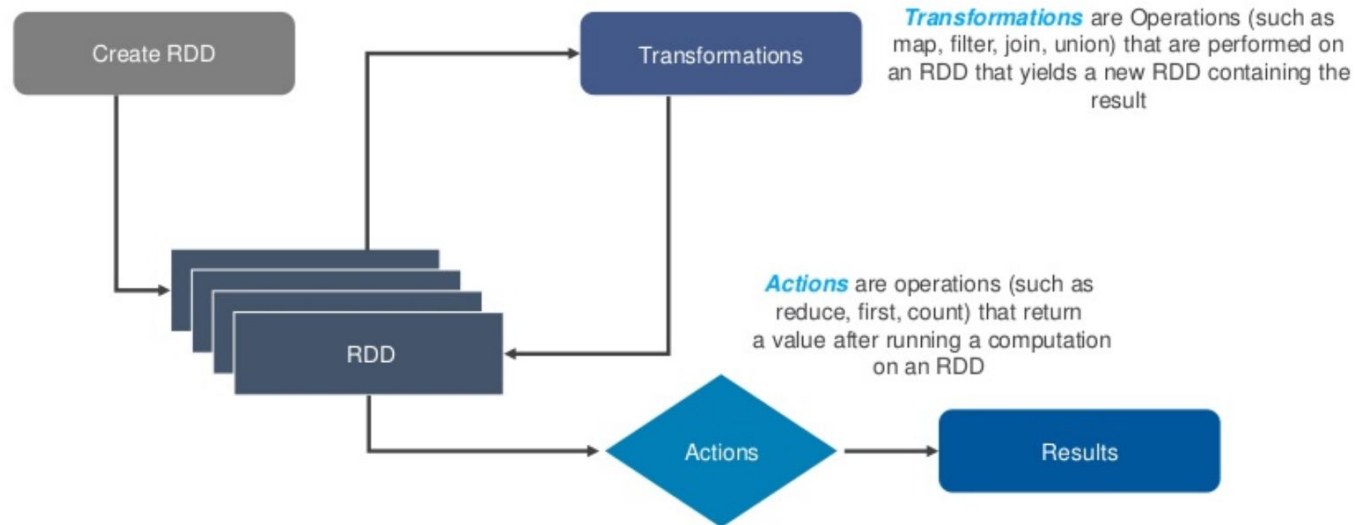 Create RDD
Transformations
Transformations are Operations (such as
map, filter, join, union) that are performed on
an RDD that yields a new RDD containing the
result
Actions are operations (such as
reduce, first, count) that return
a value after running a computation
on an RDD
RDD
Actions
Results